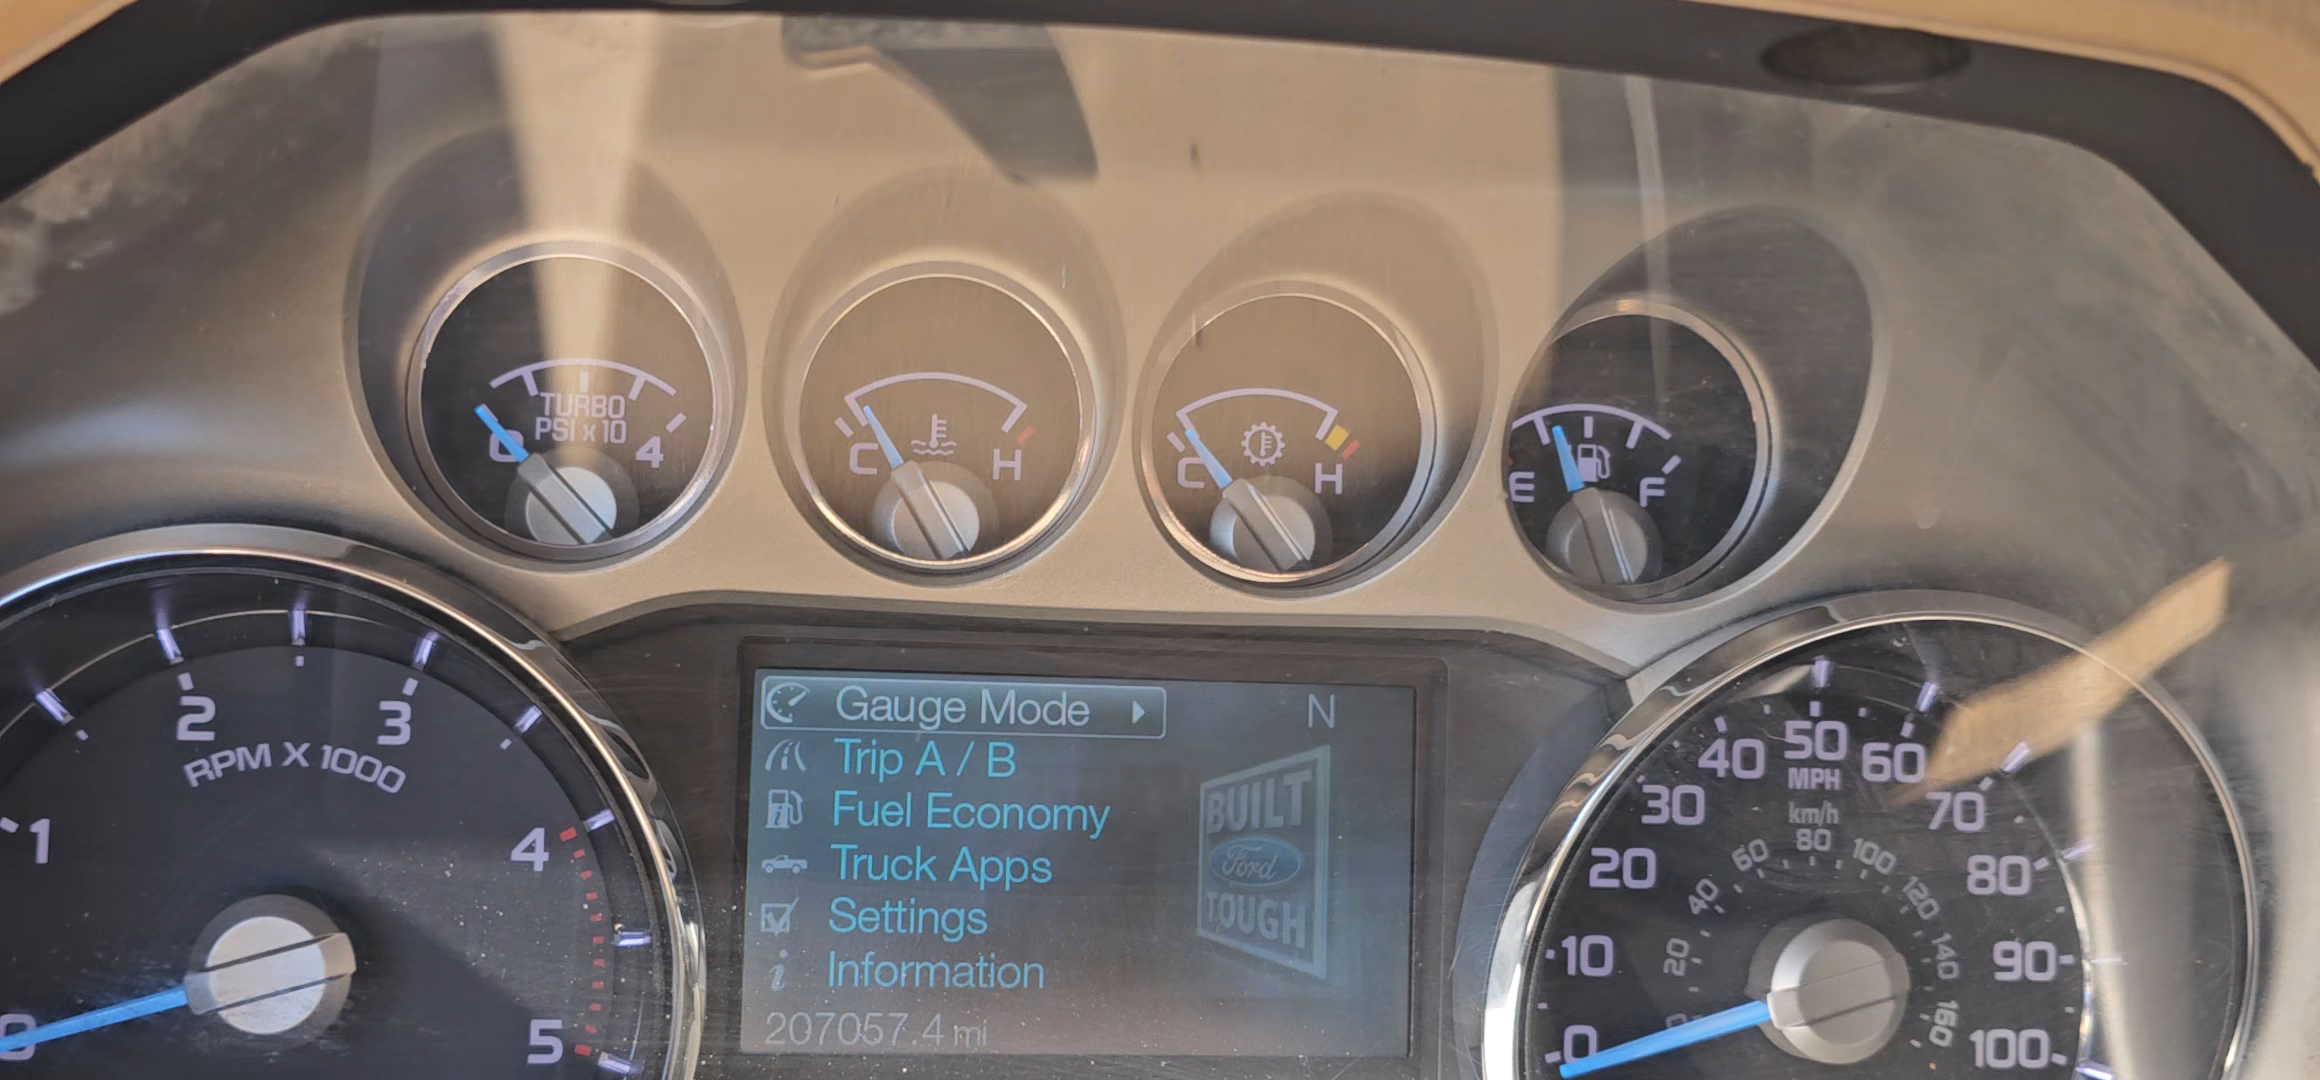 TURBO
PSI x 10
0 4
C H
C H
E F
1 2 3 4 5 0
RPM X 1000
Gauge Mode N
Trip A / B
Fuel Economy
Truck Apps
Settings
Information
207057.4 mi
BUILT
Ford
TOUGH
0 10 20 30 40 50 60 70 80 90 100
MPH
km/h
0 20 40 60 80 100 120 140 160